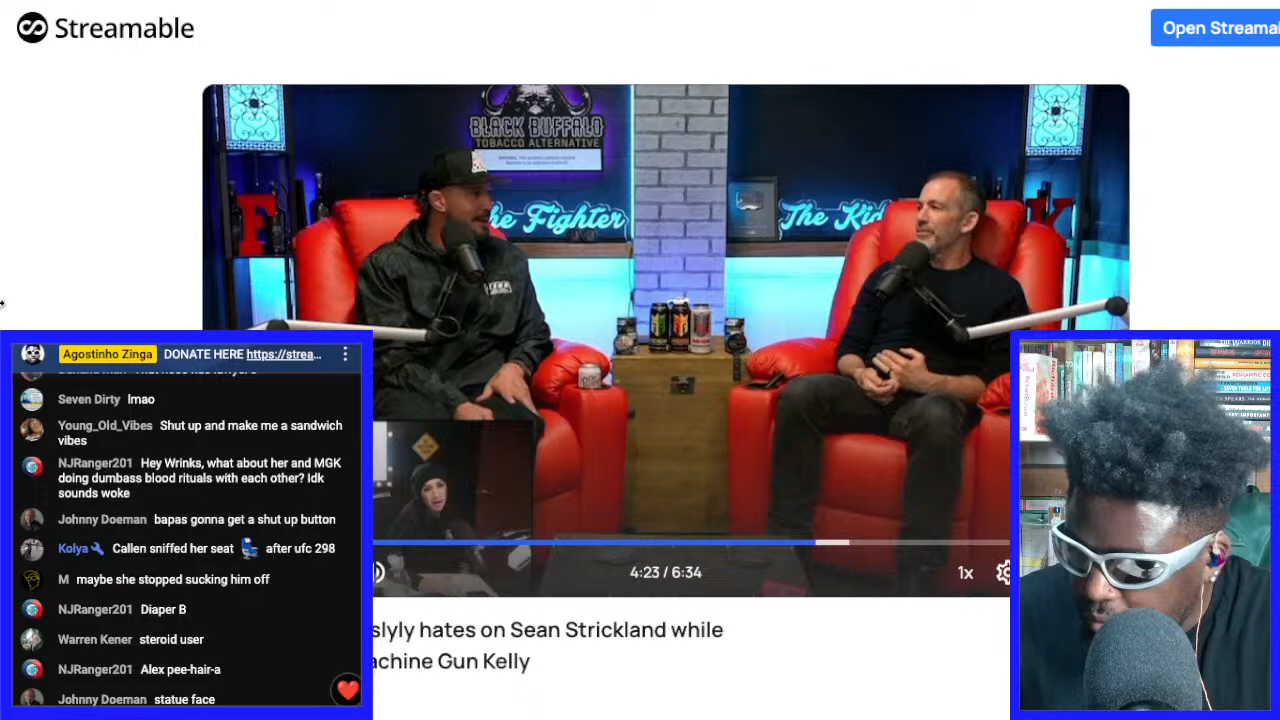 Streamable
Open Streama
BLACK BUFFALO
TOBACCO ALTERNATIVE
he Fighter
The Kid
F
K
Agostinho Zinga DONATE HERE https://strea...
Seven Dirty lmao
Young_Old_Vibes Shut up and make me a sandwich
vibes
NJRanger201 Hey Wrinks, what about her and MGK
doing dumbass blood rituals with each other? Idk
sounds woke
Johnny Doeman bapas gonna get a shut up button
Kolya Callen sniffed her seat after ufc 298
M maybe she stopped sucking him off
NJRanger201 Diaper B
Warren Kener steroid user
NJRanger201 Alex pee-hair-a
Johnny Doeman statue face
4:23 / 6:34
1x
slyly hates on Sean Strickland while
achine Gun Kelly
THE WARRIOR DI
ROMANTIC CO